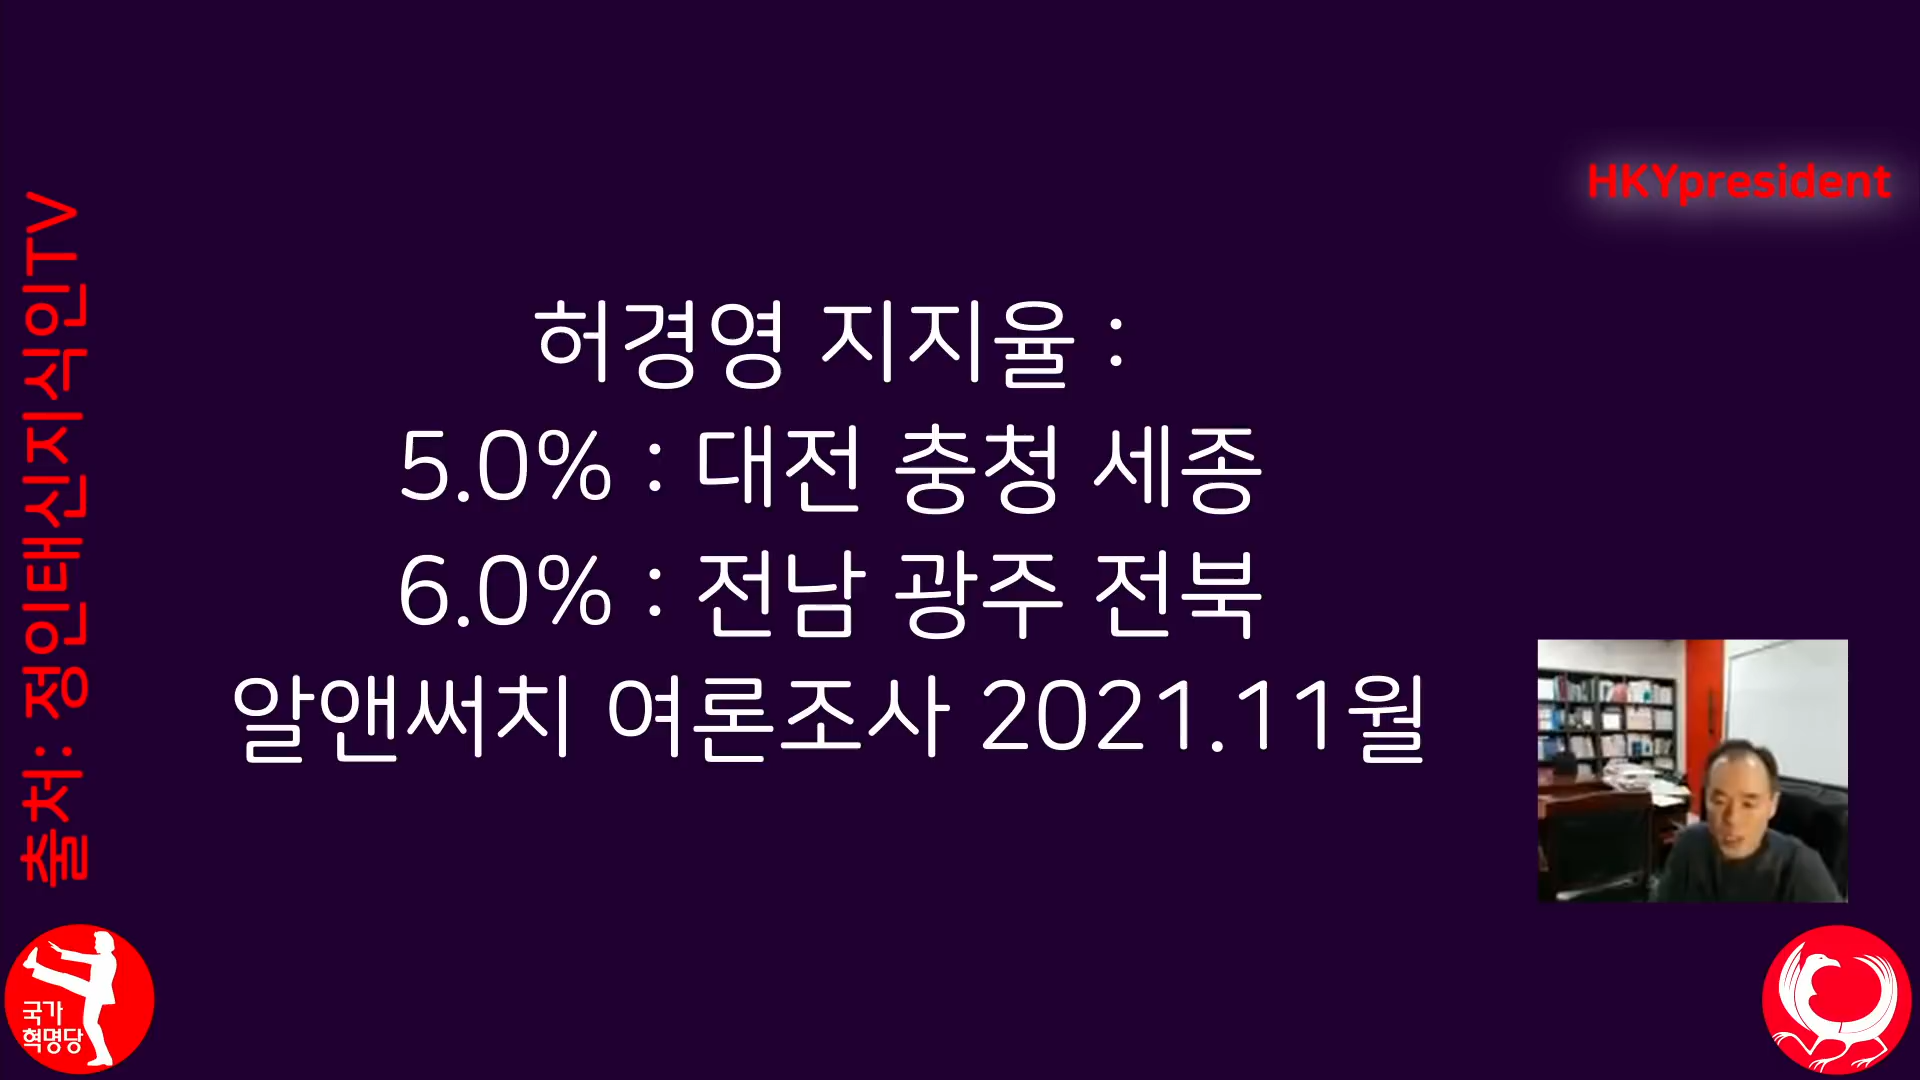 HKYpresident
허경영 지지율 :
5.0% : 대전 충청 세종
6.0% : 전남 광주 전북
알앤써치 여론조사 2021.11월
출처: 정인태신지식인TV
국가
혁명당